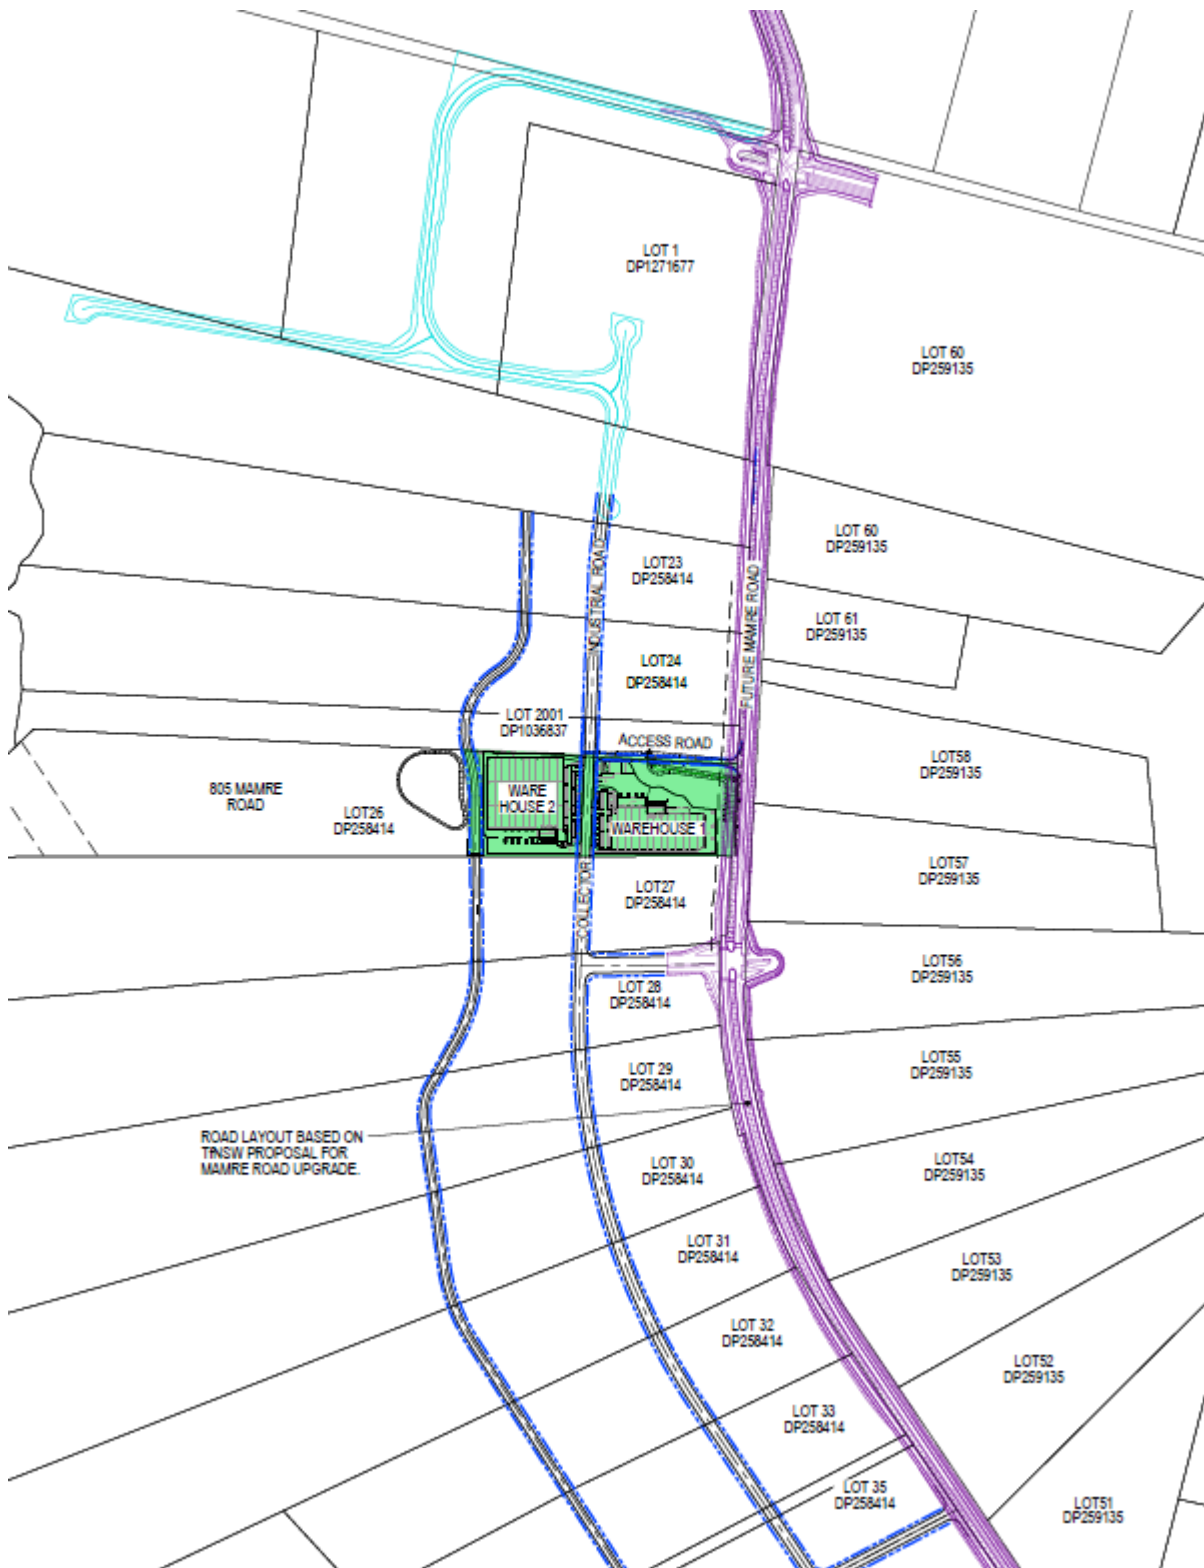 LOT 1
DP1271677
LOT 60
DP259135
INDUSTRIAL ROAD
LOT23
DP258414
LOT 60
DP259135
FUTURE MAMRE ROAD
LOT 61
DP259135
LOT24
DP258414
LOT 2001
DP1036837
ACCESS ROAD
LOT58
DP259135
805 MAMRE
ROAD
LOT26
DP258414
WARE
HOUSE 2
WAREHOUSE 1
COLLECTOR
LOT27
DP258414
LOT57
DP259135
LOT 28
DP258414
LOT56
DP259135
LOT 29
DP258414
LOT55
DP259135
ROAD LAYOUT BASED ON
TfNSW PROPOSAL FOR
MAMRE ROAD UPGRADE.
LOT 30
DP258414
LOT54
DP259135
LOT 31
DP258414
LOT53
DP259135
LOT 32
DP258414
LOT52
DP259135
LOT 33
DP258414
LOT 35
DP258414
LOT51
DP259135